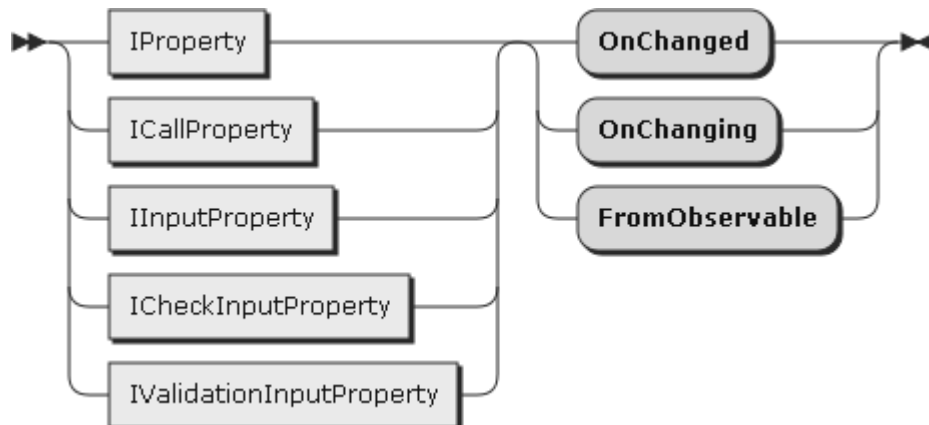 IProperty
ICallProperty
IInputProperty
ICheckInputProperty
IValidationInputProperty
OnChanged
OnChanging
FromObservable